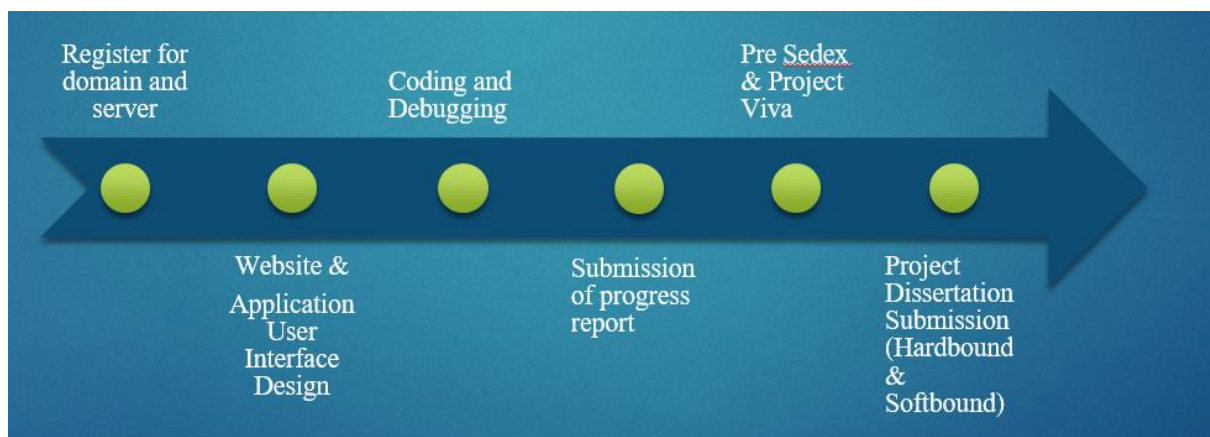 Register for
domain and
server
Website &
Application
User
Interface
Design
Coding and
Debugging
Submission
of progress
report
Pre Sedex
& Project
Viva
Project
Dissertation
Submission
(Hardbound
&
Softbound)